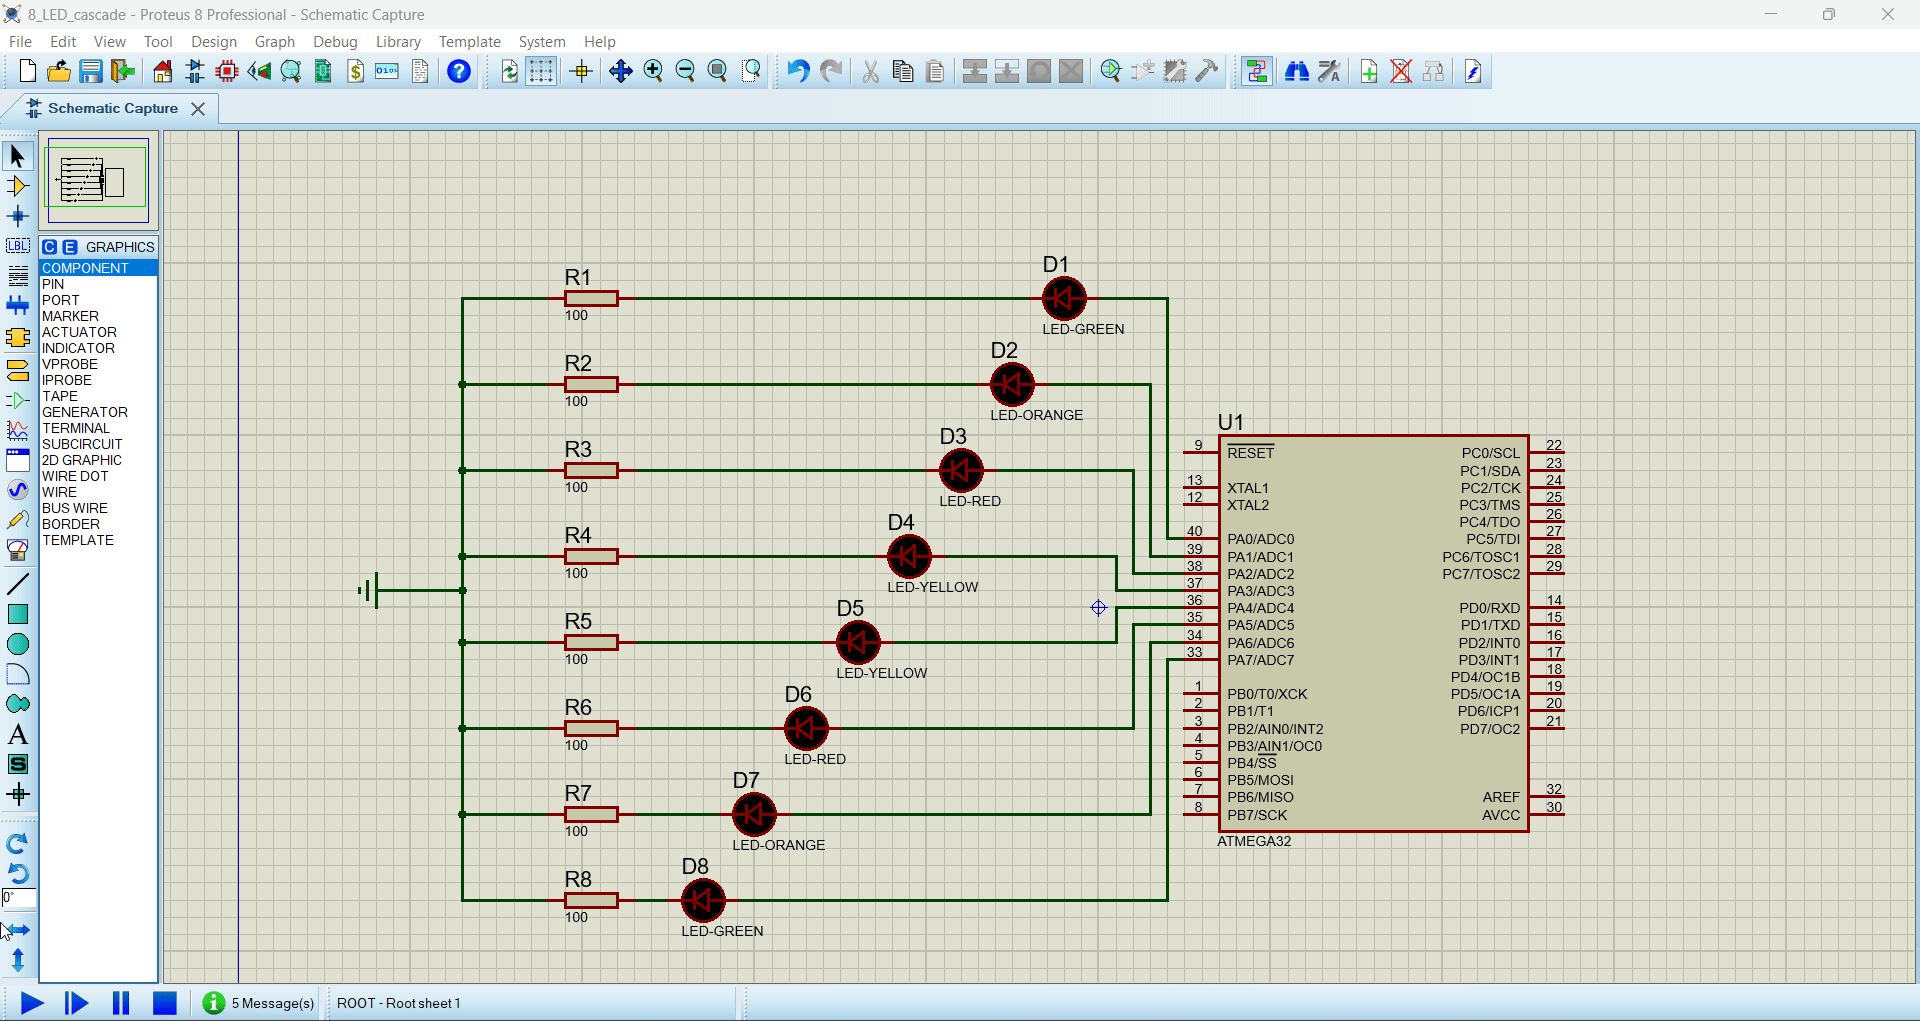 8_LED_cascade - Proteus 8 Professional - Schematic Capture
File Edit View Tool Design Graph Debug Library Template System Help
$ 0101 ?
Schematic Capture
LBL
C E GRAPHICS
COMPONENT
PIN
PORT
MARKER
ACTUATOR
INDICATOR
VPROBE
IPROBE
TAPE
GENERATOR
TERMINAL
SUBCIRCUIT
2D GRAPHIC
WIRE DOT
WIRE
BUS WIRE
BORDER
TEMPLATE
A
S
0°
R1
100
D1
LED-GREEN
R2
100
D2
LED-ORANGE
R3
100
D3
LED-RED
R4
100
D4
LED-YELLOW
R5
100
D5
LED-YELLOW
R6
100
D6
LED-RED
R7
100
D7
LED-ORANGE
R8
100
D8
LED-GREEN
U1
9 RESET PC0/SCL 22
PC1/SDA 23
13 XTAL1 PC2/TCK 24
12 XTAL2 PC3/TMS 25
PC4/TDO 26
40 PA0/ADC0 PC5/TDI 27
39 PA1/ADC1 PC6/TOSC1 28
38 PA2/ADC2 PC7/TOSC2 29
37 PA3/ADC3
36 PA4/ADC4 PD0/RXD 14
35 PA5/ADC5 PD1/TXD 15
34 PA6/ADC6 PD2/INT0 16
33 PA7/ADC7 PD3/INT1 17
PD4/OC1B 18
1 PB0/T0/XCK PD5/OC1A 19
2 PB1/T1 PD6/ICP1 20
3 PB2/AIN0/INT2 PD7/OC2 21
4 PB3/AIN1/OC0
5 PB4/SS
6 PB5/MOSI
7 PB6/MISO AREF 32
8 PB7/SCK AVCC 30
ATMEGA32
5 Message(s) ROOT - Root sheet 1